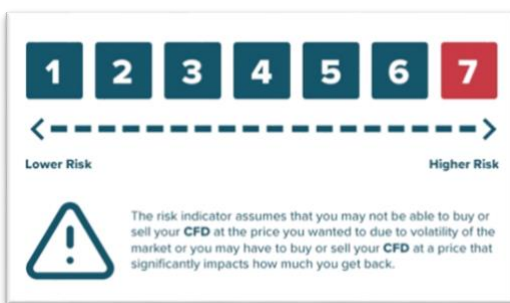 1 2 3 4 5 6 7
Lower Risk Higher Risk
!
The risk indicator assumes that you may not be able to buy or
sell your CFD at the price you wanted to due to volatility of the
market or you may have to buy or sell your CFD at a price that
significantly impacts how much you get back.